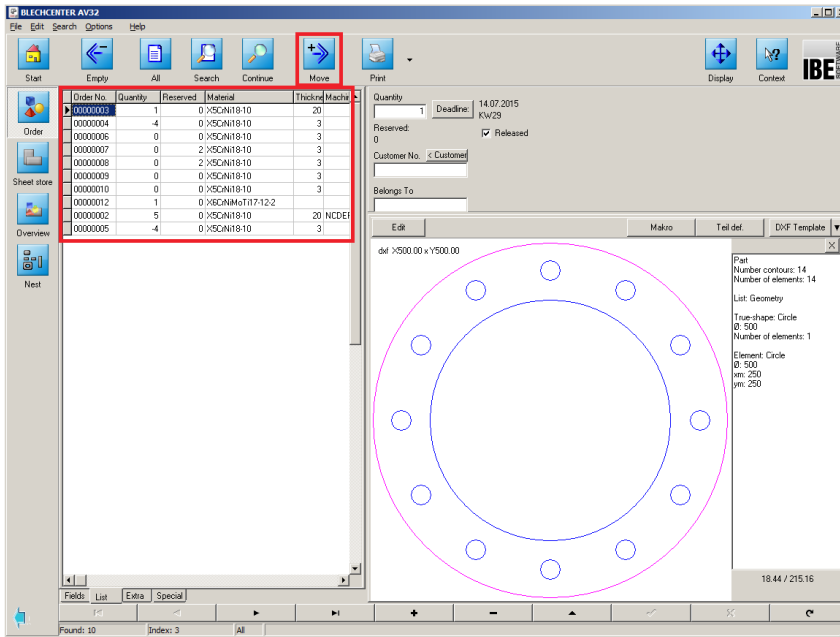 BLECHCENTER AV32
File Edit Search Options Help
Start Empty All Search Continue Move Print Display Context
IBE SOFTWARE
Order
Sheet store
Overview
Nest
Order No. Quantity Reserved Material Thickne Machin
00000003 1 0 X5CrNi18-10 20
00000004 -4 0 X5CrNi18-10 3
00000006 0 0 X5CrNi18-10 3
00000007 0 2 X5CrNi18-10 3
00000008 0 2 X5CrNi18-10 3
00000009 0 0 X5CrNi18-10 3
00000010 0 0 X5CrNi18-10 3
00000012 1 0 X6CrNiMoTi17-12-2
00000002 5 0 X5CrNi18-10 20 NCDEF
00000005 -4 0 X5CrNi18-10 3
Quantity
1 Deadline: 14.07.2015
KW29
Reserved:
0
Released
Customer No. < Customer
Belongs To
Edit Makro Teil def. DXF Template
dxf X500.00 x Y500.00
Part
Number contours: 14
Number of elements: 14
List: Geometry
True-shape: Circle
Ø: 500
Number of elements: 1
Element: Circle
Ø: 500
xm: 250
ym: 250
18.44 / 215.16
Fields List Extra Special
Found: 10 Index: 3 All